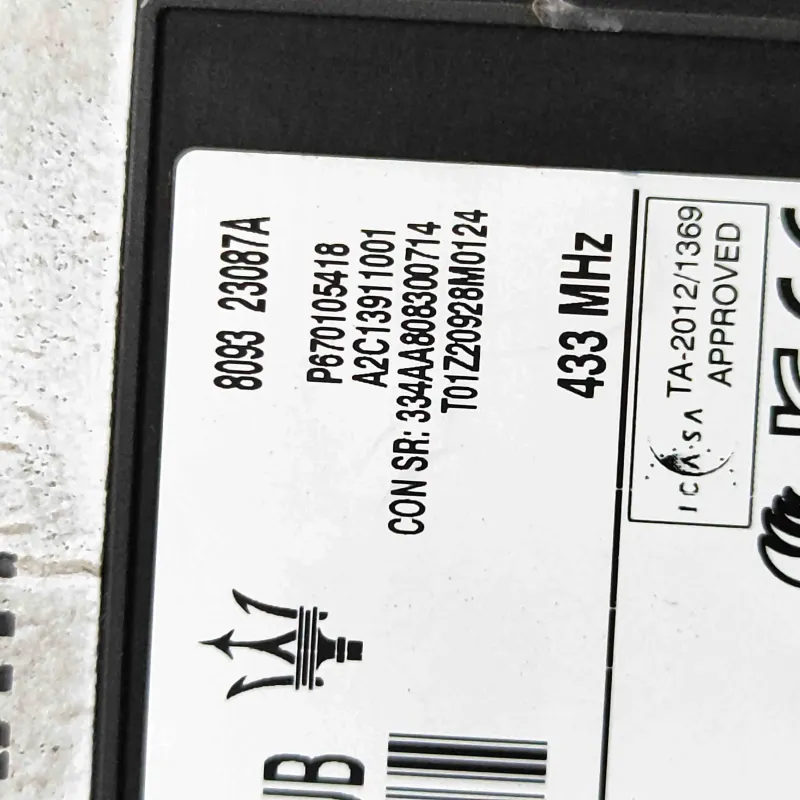 8093 23087A
P670105418
A2C13911001
CON SR: 334AA808300714
T01Z20928M0124
433 MHz
ICASA TA-2012/1369
APPROVED